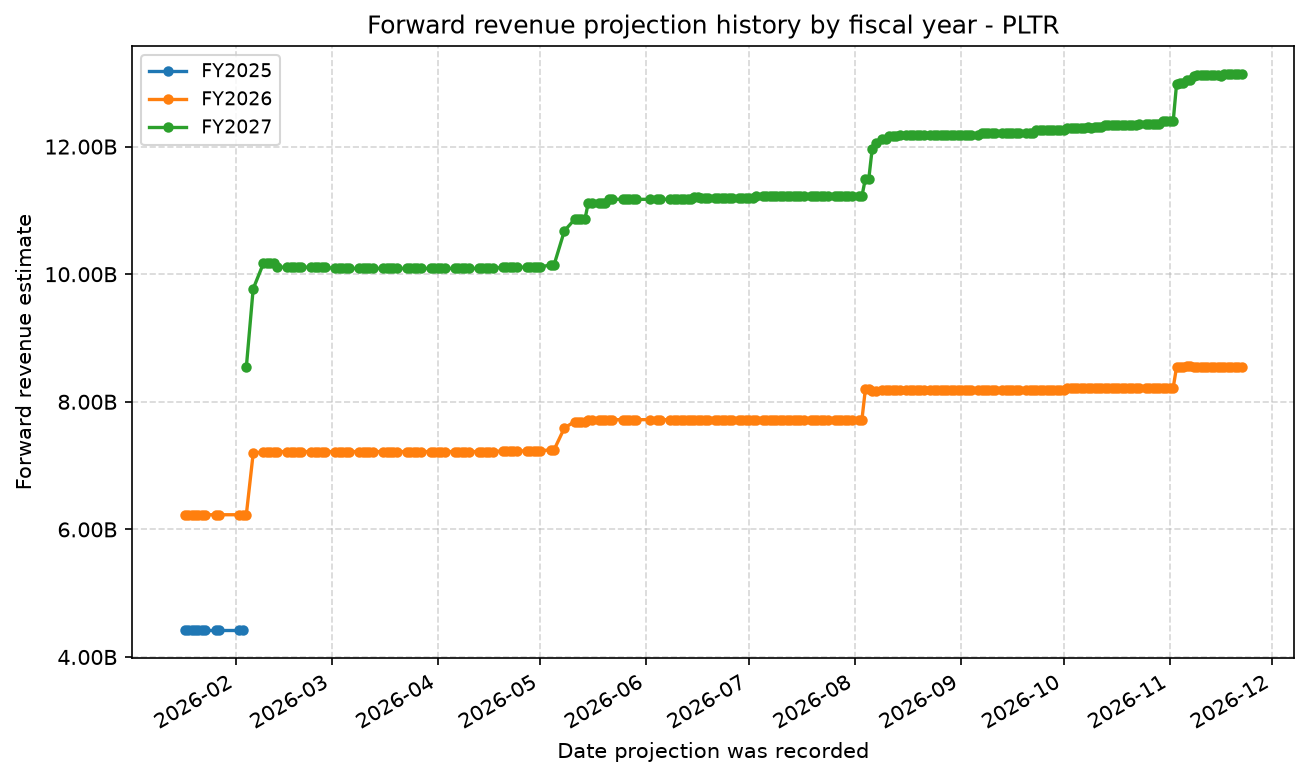 Forward revenue projection history by fiscal year - PLTR
FY2025
FY2026
FY2027
Forward revenue estimate
12.00B
10.00B
8.00B
6.00B
4.00B
2026-02
2026-03
2026-04
2026-05
2026-06
2026-07
2026-08
2026-09
2026-10
2026-11
2026-12
Date projection was recorded